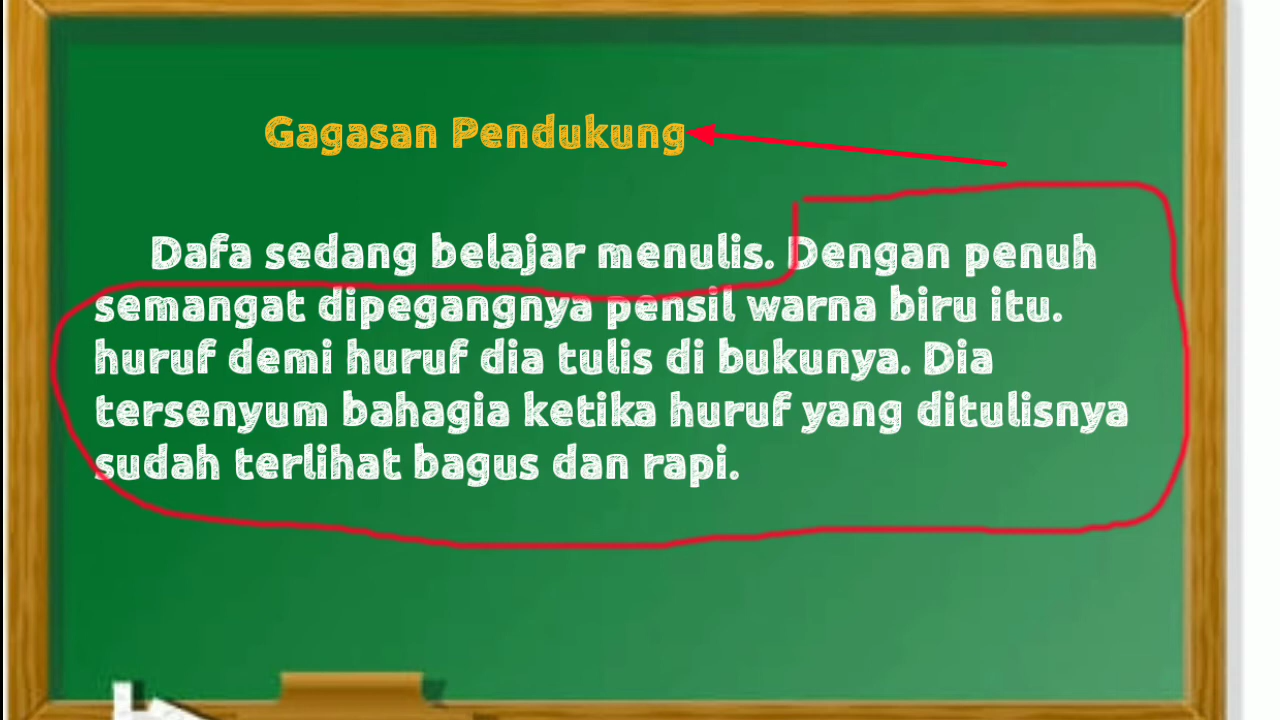 Gagasan Pendukung
Dafa sedang belajar menulis. Dengan penuh
semangat dipegangnya pensil warna biru itu.
huruf demi huruf dia tulis di bukunya. Dia
tersenyum bahagia ketika huruf yang ditulisnya
sudah terlihat bagus dan rapi.